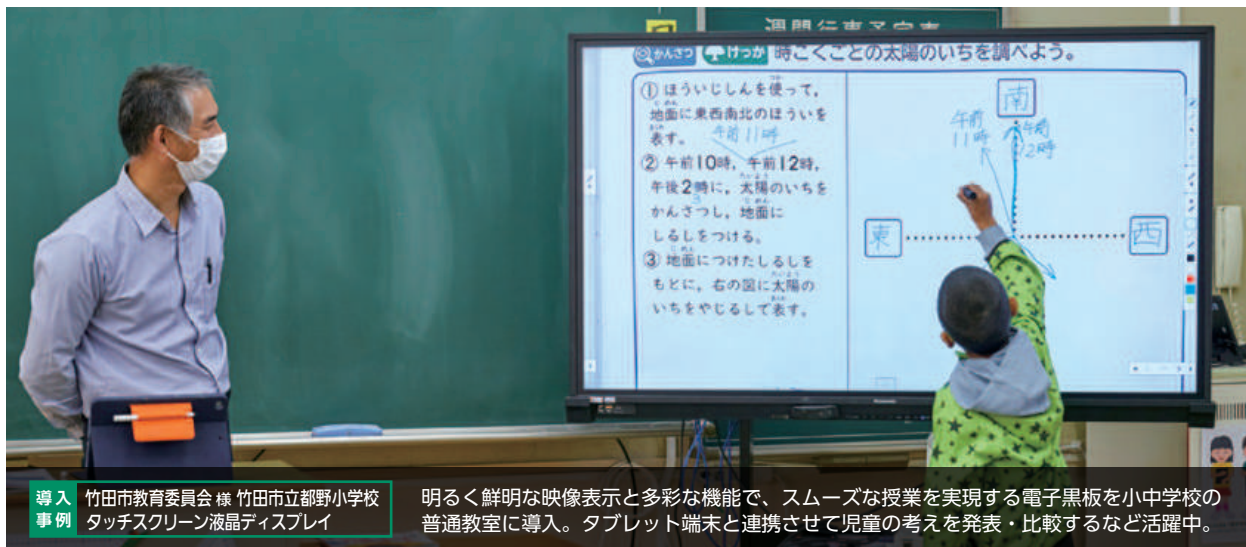 週間行事予定表
かんさつ けっか 時こくごとの太陽のいちを調べよう。
① ほういじしんを使って,
地面に東西南北のほういを
表す。
午前11時
② 午前10時, 午前12時,
午後2時に, 太陽のいちを
3
かんさつし, 地面に
しるしをつける。
③ 地面につけたしるしを
もとに, 右の図に太陽の
いちをやじるしで表す。
南
午前
11時
午前
12時
東
西
Panasonic
導入
事例
竹田市教育委員会 様 竹田市立都野小学校
タッチスクリーン液晶ディスプレイ
明るく鮮明な映像表示と多彩な機能で、スムーズな授業を実現する電子黒板を小中学校の
普通教室に導入。タブレット端末と連携させて児童の考えを発表・比較するなど活躍中。